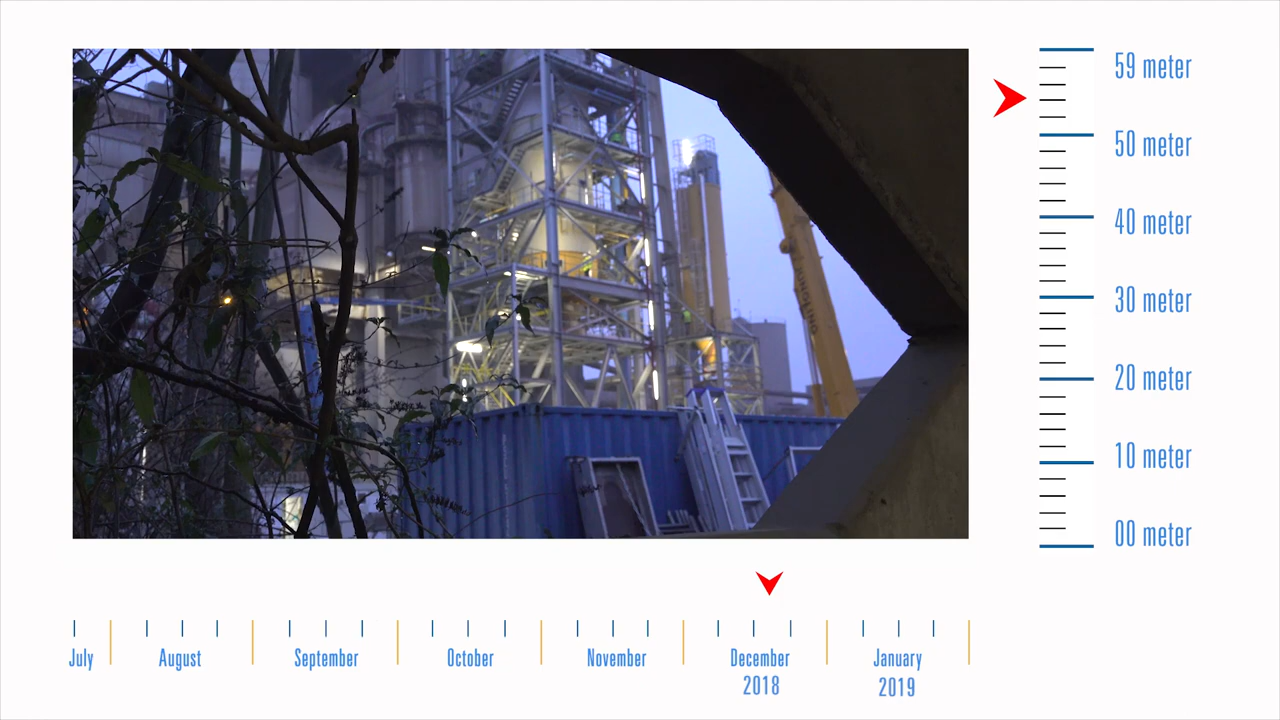 59 meter
50 meter
40 meter
30 meter
20 meter
10 meter
00 meter
July
August
September
October
November
December
January
2018
2019